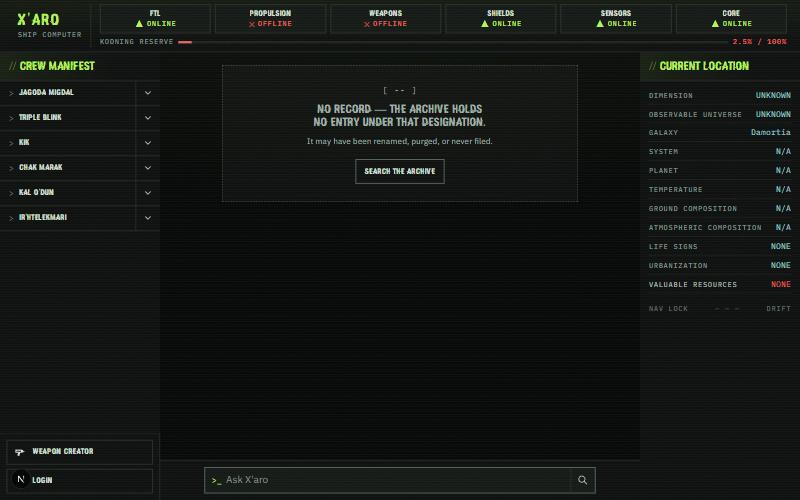 X'ARO
SHIP COMPUTER
FTL
ONLINE
PROPULSION
OFFLINE
WEAPONS
OFFLINE
SHIELDS
ONLINE
SENSORS
ONLINE
CORE
ONLINE
KODNING RESERVE
2.5% / 100%
// CREW MANIFEST
> JAGODA MIGDAL
> TRIPLE BLINK
> KIK
> CHAK MARAK
> KAL O'DUN
> IR'HTELEKMARI
WEAPON CREATOR
N LOGIN
[ -- ]
NO RECORD — THE ARCHIVE HOLDS
NO ENTRY UNDER THAT DESIGNATION.
It may have been renamed, purged, or never filed.
SEARCH THE ARCHIVE
>_ Ask X'aro
// CURRENT LOCATION
DIMENSION UNKNOWN
OBSERVABLE UNIVERSE UNKNOWN
GALAXY Damortia
SYSTEM N/A
PLANET N/A
TEMPERATURE N/A
GROUND COMPOSITION N/A
ATMOSPHERIC COMPOSITION N/A
LIFE SIGNS NONE
URBANIZATION NONE
VALUABLE RESOURCES NONE
NAV LOCK — — — DRIFT